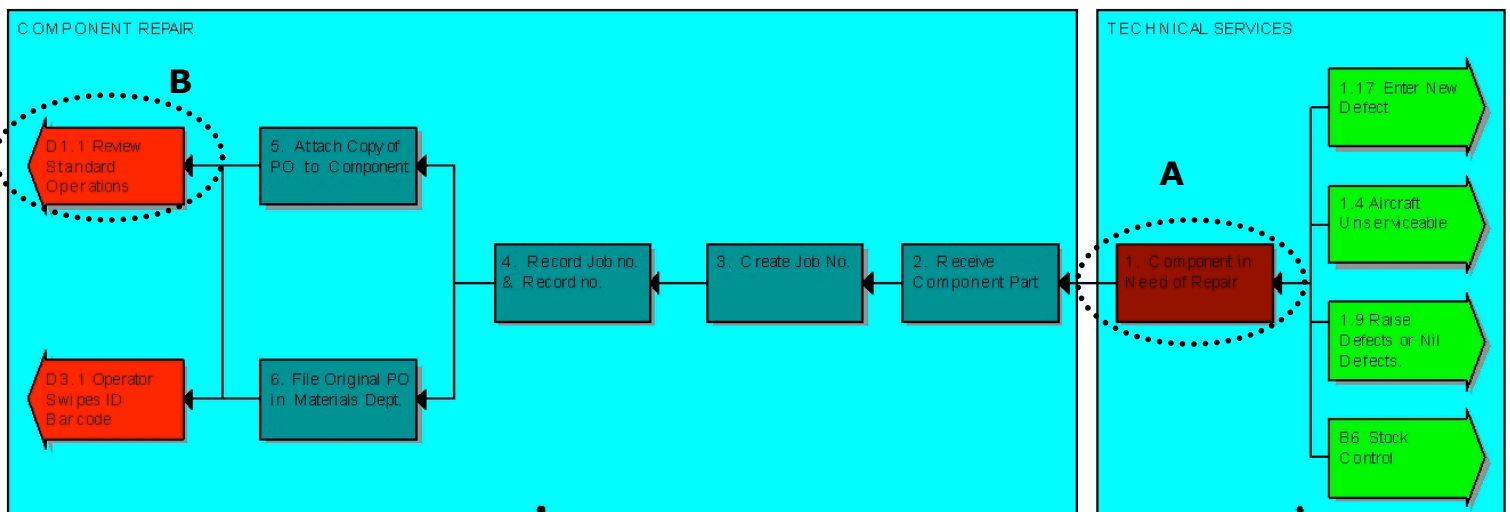 COMPONENT REPAIR
B
D1.1 Review
Standard
Operations
5. Attach Copy of
PO to Component
4. Record Job no.
& Record no.
3. Create Job No.
2. Receive
Component Part
D3.1 Operator
Swipes ID
Barcode
6. File Original PO
in Materials Dept.
TECHNICAL SERVICES
A
1. Component in
Need of Repair
1.17 Enter New
Defect
1.4 Aircraft
Unserviceable
1.9 Raise
Defects or Nil
Defects.
B6 Stock
Control